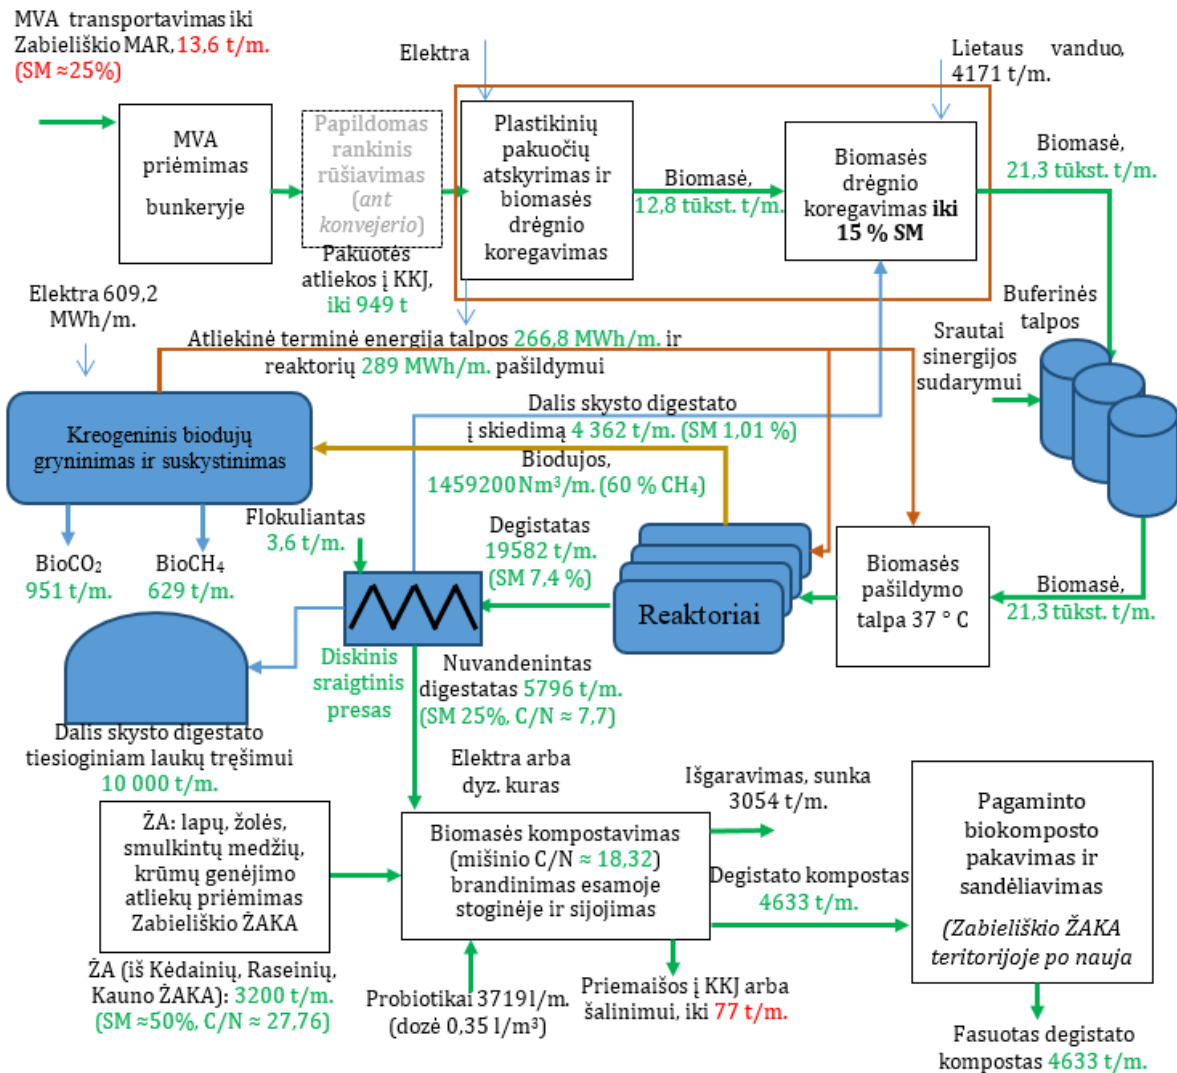 MVA transportavimas iki
Zabieliškio MAR, 13,6 t/m.
(SM ≈25%)
Elektra
Lietaus vanduo,
4171 t/m.
MVA
priėmimas
bunkeryje
Papildomas
rankinis
rūšiavimas
(ant
konvejerio)
Pakuotės
atliekos į KKJ,
iki 949 t
Plastikinių
pakuočių
atskyrimas ir
biomasės
drėgnio
koregavimas
Biomasė,
12,8 tūkst. t/m.
Biomasės
drėgnio
koregavimas iki
15 % SM
Biomasė,
21,3 tūkst. t/m.
Elektra 609,2
MWh/m.
Atliekinė terminė energija talpos 266,8 MWh/m. ir
reaktorių 289 MWh/m. pašildymui
Buferinės
talpos
Srautai
sinergijos
sudarymui
Kreogeninis biodujų
gryninimas ir suskystinimas
Dalis skysto digestato
į skiedimą 4 362 t/m. (SM 1,01 %)
Biodujos,
1459200Nm³/m. (60 % CH₄)
Flokuliantas
3,6 t/m.
Degistatas
19582 t/m.
(SM 7,4 %)
BioCO₂
951 t/m.
BioCH₄
629 t/m.
Reaktoriai
Biomasės
pašildymo
talpa 37 ° C
Biomasė,
21,3 tūkst. t/m.
Diskinis
sraigtinis
presas
Nuvandenintas
digestatas 5796 t/m.
(SM 25%, C/N ≈ 7,7)
Dalis skysto digestato
tiesioginiam laukų tręšimui
10 000 t/m.
Elektra arba
dyz. kuras
Išgaravimas, sunka
3054 t/m.
ŽA: lapų, žolės,
smulkintų medžių,
krūmų genėjimo
atliekų priėmimas
Zabieliškio ŽAKA
Biomasės kompostavimas
(mišinio C/N ≈ 18,32)
brandinimas esamoje
stoginėje ir sijojimas
Degistato kompostas
4633 t/m.
Pagaminto
biokomposto
pakavimas ir
sandėliavimas
(Zabieliškio ŽAKA
teritorijoje po nauja
ŽA (iš Kėdainių, Raseinių,
Kauno ŽAKA): 3200 t/m.
(SM ≈50%, C/N ≈ 27,76)
Probiotikai 3719 l/m.
(dozė 0,35 l/m³)
Priemaišos į KKJ arba
šalinimui, iki 77 t/m.
Fasuotas degistato
kompostas 4633 t/m.